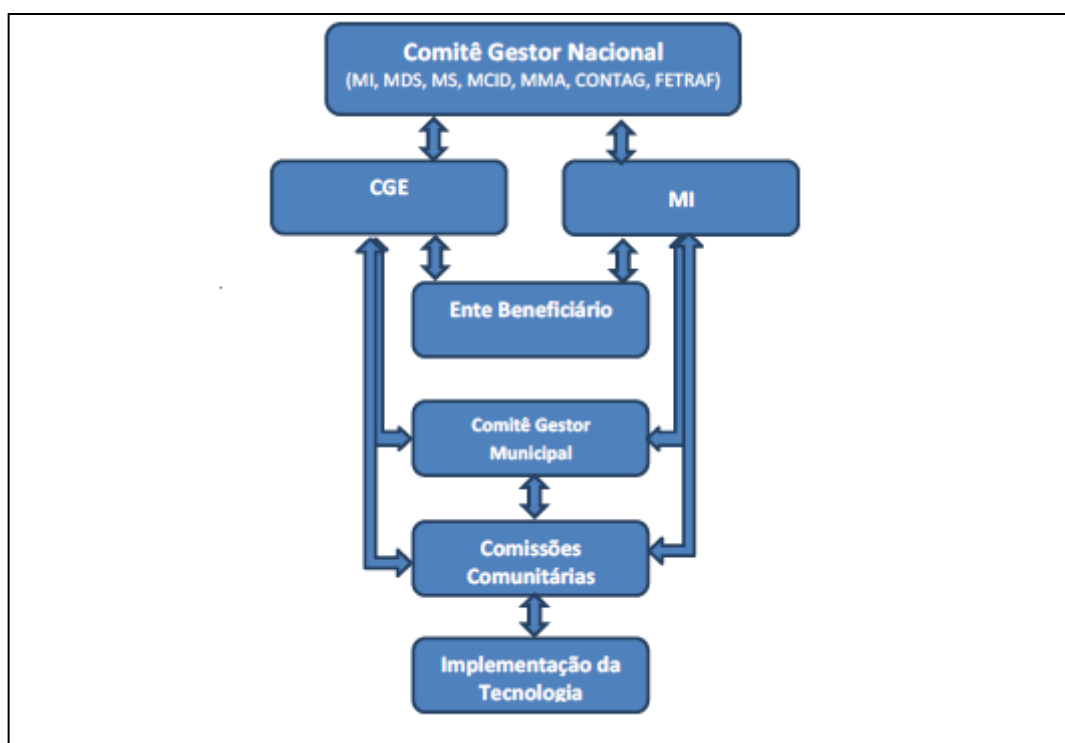 Comitê Gestor Nacional
(MI, MDS, MS, MCID, MMA, CONTAG, FETRAF)
CGE
MI
Ente Beneficiário
Comitê Gestor
Municipal
Comissões
Comunitárias
Implementação da
Tecnologia